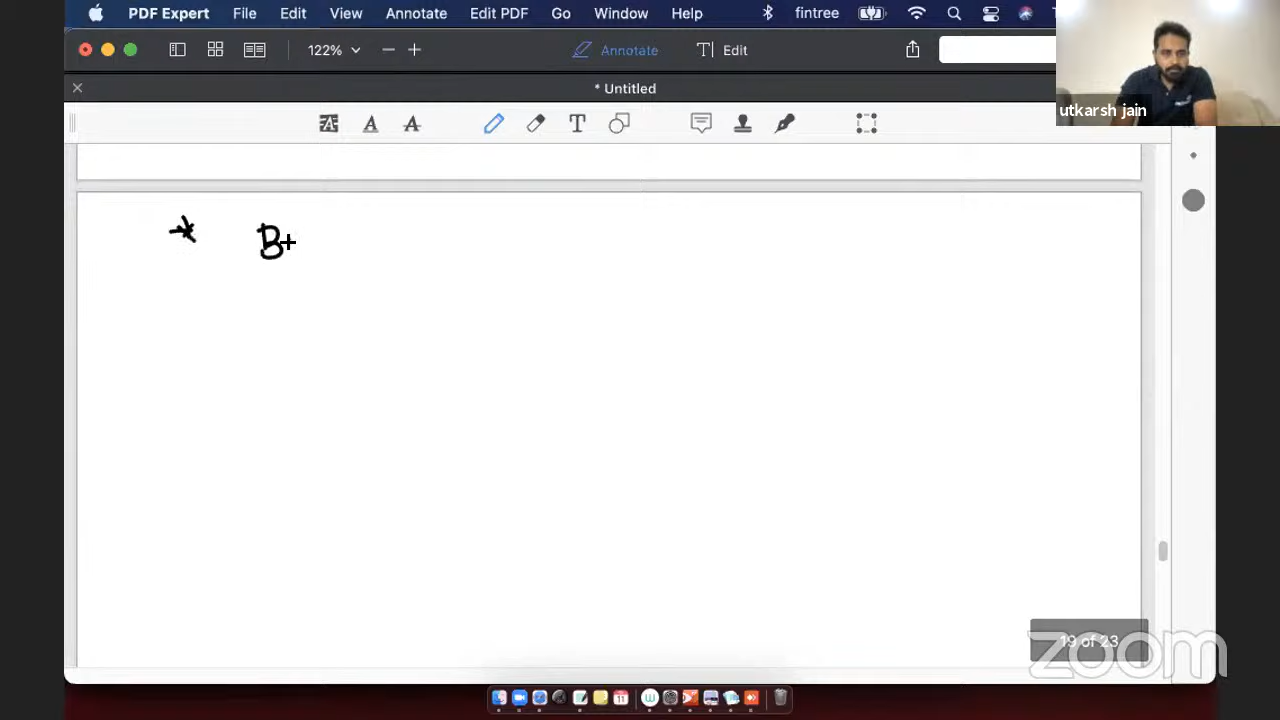 PDF Expert File Edit View Annotate Edit PDF Go Window Help fintree
122% Annotate T Edit
* Untitled
utkarsh jain
A A A T
* B
19 of 23
zoom
11